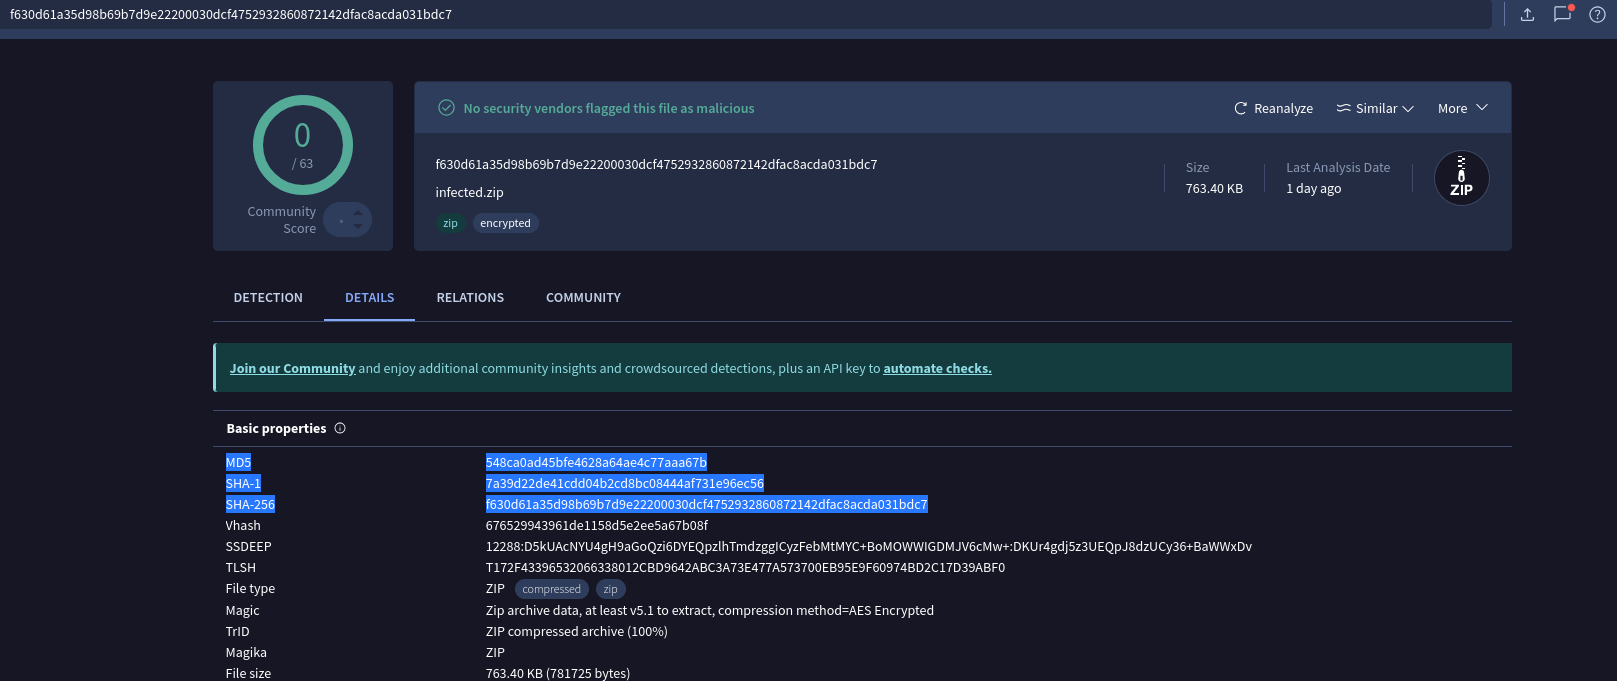 f630d61a35d98b69b7d9e22200030dcf4752932860872142dfac8acda031bdc7
0
/ 63
Community Score
No security vendors flagged this file as malicious
Reanalyze
Similar
More
f630d61a35d98b69b7d9e22200030dcf4752932860872142dfac8acda031bdc7
infected.zip
zip encrypted
Size
763.40 KB
Last Analysis Date
1 day ago
ZIP
DETECTION DETAILS RELATIONS COMMUNITY
Join our Community and enjoy additional community insights and crowdsourced detections, plus an API key to automate checks.
Basic properties
MD5 548ca0ad45bfe4628a64ae4c77aaa67b
SHA-1 7a39d22de41cdd04b2cd8bc08444af731e96ec56
SHA-256 f630d61a35d98b69b7d9e22200030dcf4752932860872142dfac8acda031bdc7
Vhash 676529943961de1158d5e2ee5a67b08f
SSDEEP 12288:D5kUAcNYU4gH9aGoQzi6DYEQpzlhTmdzggICyzFebMtMYC+BoMOWWIGDMJV6cMw+:DKUr4gdj5z3UEQpJ8dzUCy36+BaWWxDv
TLSH T172F43396532066338012CBD9642ABC3A73E477A573700EB95E9F60974BD2C17D39ABF0
File type ZIP compressed zip
Magic Zip archive data, at least v5.1 to extract, compression method=AES Encrypted
TrID ZIP compressed archive (100%)
Magika ZIP
File size 763.40 KB (781725 bytes)